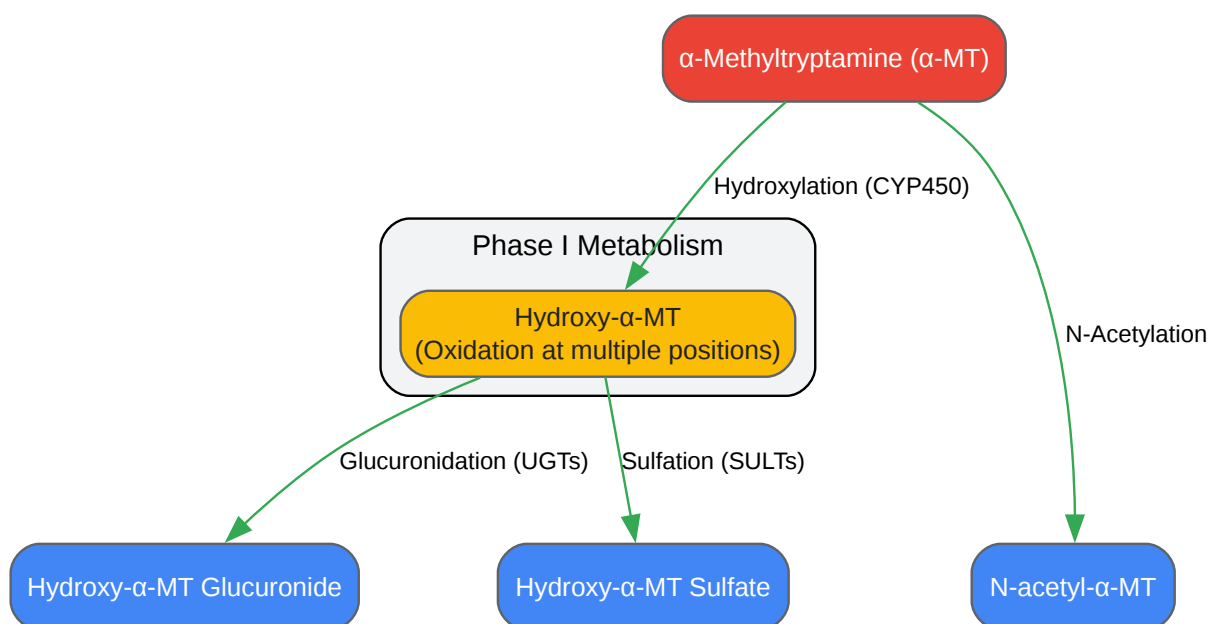 α-Methyltryptamine (α-MT)
Hydroxylation (CYP450)
Phase I Metabolism
Hydroxy-α-MT
(Oxidation at multiple positions)
N-Acetylation
Glucuronidation (UGTs)
Sulfation (SULTs)
Hydroxy-α-MT Glucuronide
Hydroxy-α-MT Sulfate
N-acetyl-α-MT